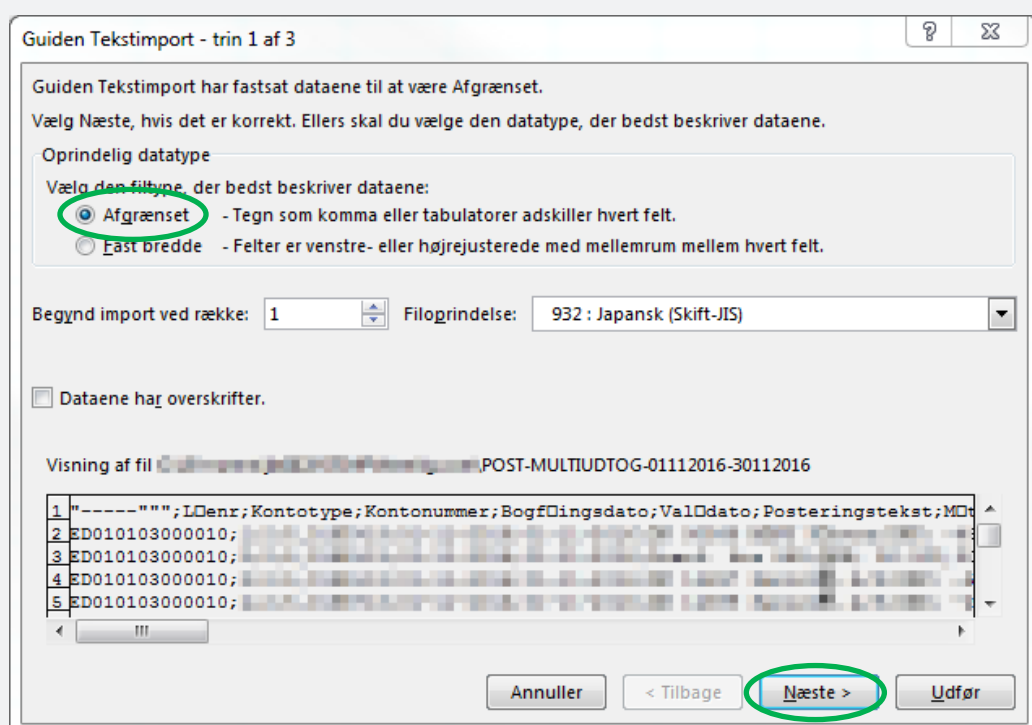 Guiden Tekstimport - trin 1 af 3
Guiden Tekstimport har fastsat dataene til at være Afgrænset.
Vælg Næste, hvis det er korrekt. Ellers skal du vælge den datatype, der bedst beskriver dataene.
Oprindelig datatype
Vælg den filtype, der bedst beskriver dataene:
Afgrænset - Tegn som komma eller tabulatorer adskiller hvert felt.
Fast bredde - Felter er venstre- eller højrejusterede med mellemrum mellem hvert felt.
Begynd import ved række: 1 Filoprindelse: 932 : Japansk (Skift-JIS)
Dataene har overskrifter.
Visning af fil POST-MULTIUDTOG-01112016-30112016
1 "-----""";L□enr;Kontotype;Kontonummer;Bogf□ingsdato;Val□dato;Posteringstekst;M□t
2 ED010103000010;
3 ED010103000010;
4 ED010103000010;
5 ED010103000010;
Annuller < Tilbage Næste > Udfør